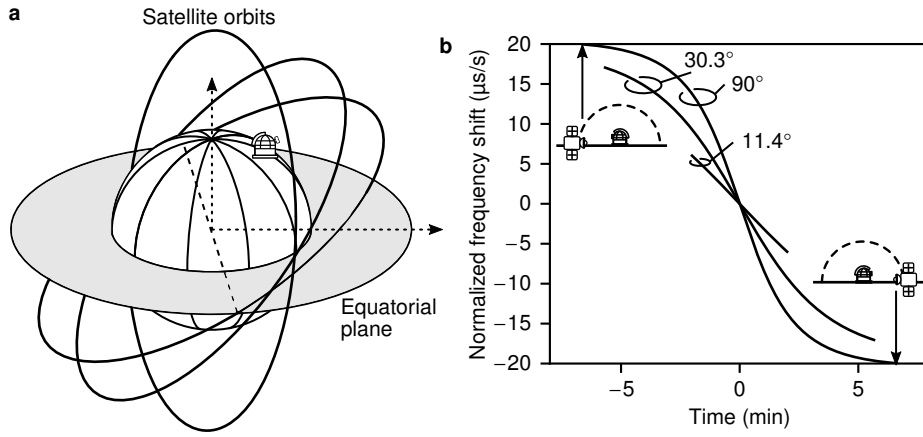 a
Satellite orbits
Equatorial
plane
b
Normalized frequency shift (μs/s)
20
15
10
5
0
−5
−10
−15
−20
30.3°
90°
11.4°
−5
0
5
Time (min)